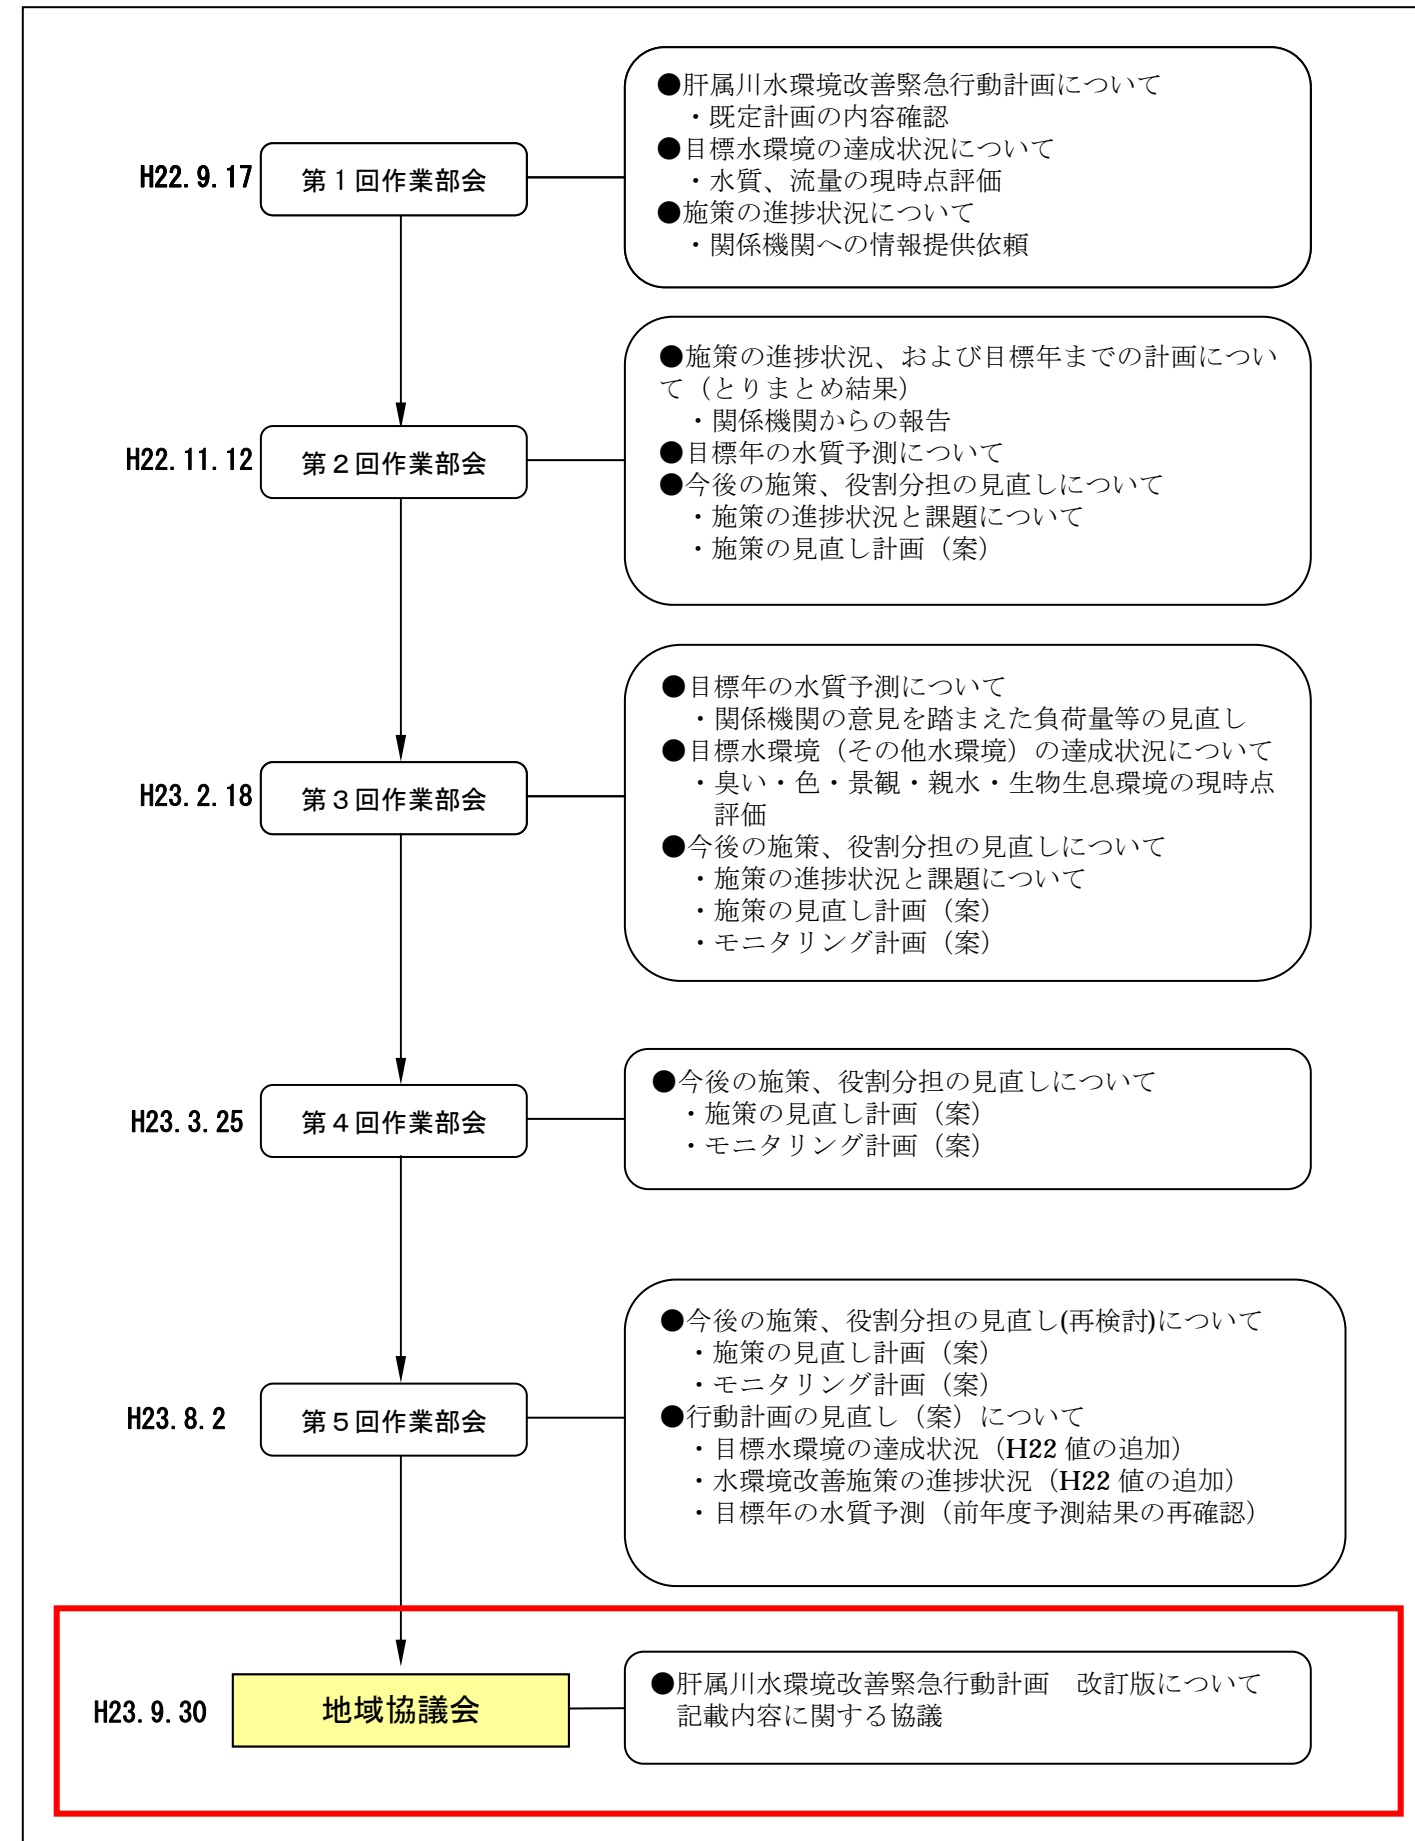 H22.9.17
第1回作業部会
●肝属川水環境改善緊急行動計画について
・既定計画の内容確認
●目標水環境の達成状況について
・水質、流量の現時点評価
●施策の進捗状況について
・関係機関への情報提供依頼
H22.11.12
第2回作業部会
●施策の進捗状況、および目標年までの計画につい
て（とりまとめ結果）
・関係機関からの報告
●目標年の水質予測について
●今後の施策、役割分担の見直しについて
・施策の進捗状況と課題について
・施策の見直し計画（案）
H23.2.18
第3回作業部会
●目標年の水質予測について
・関係機関の意見を踏まえた負荷量等の見直し
●目標水環境（その他水環境）の達成状況について
・臭い・色・景観・親水・生物生息環境の現時点
評価
●今後の施策、役割分担の見直しについて
・施策の進捗状況と課題について
・施策の見直し計画（案）
・モニタリング計画（案）
H23.3.25
第4回作業部会
●今後の施策、役割分担の見直しについて
・施策の見直し計画（案）
・モニタリング計画（案）
H23.8.2
第5回作業部会
●今後の施策、役割分担の見直し(再検討)について
・施策の見直し計画（案）
・モニタリング計画（案）
●行動計画の見直し（案）について
・目標水環境の達成状況（H22 値の追加）
・水環境改善施策の進捗状況（H22 値の追加）
・目標年の水質予測（前年度予測結果の再確認）
H23.9.30
地域協議会
●肝属川水環境改善緊急行動計画　改訂版について
記載内容に関する協議